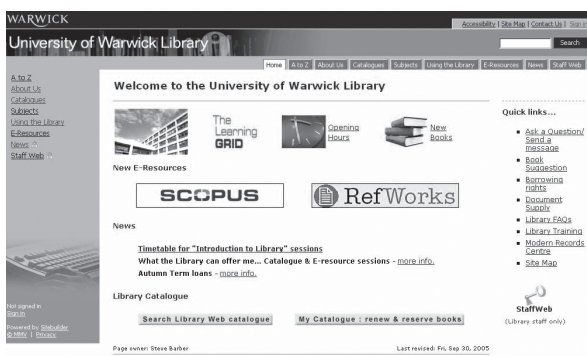 WARWICK
Accessibility | Site Map | Contact Us | Sign in
University of Warwick Library
Search
Home A to Z About Us Catalogues Subjects Using the Library E-Resources News Staff Web
A to Z
About Us
Catalogues
Subjects
Using the Library
E-Resources
News
Staff Web
Not signed in
Sign in
Powered by Sitebuilder
© MMV | Privacy
Welcome to the University of Warwick Library
The
Learning
GRID
Opening
Hours
New
Books
New E-Resources
SCOPUS
RefWorks
News
Timetable for "Introduction to Library" sessions
What the Library can offer me... Catalogue & E-resource sessions - more info.
Autumn Term loans - more info.
Library Catalogue
Search Library Web catalogue
My Catalogue : renew & reserve books
Page owner: Steve Barber
Last revised: Fri, Sep 30, 2005
Quick links...
Ask a Question/
Send a
message
Book
Suggestion
Borrowing
rights
Document
Supply
Library FAQs
Library Training
Modern Records
Centre
Site Map
StaffWeb
(Library staff only)